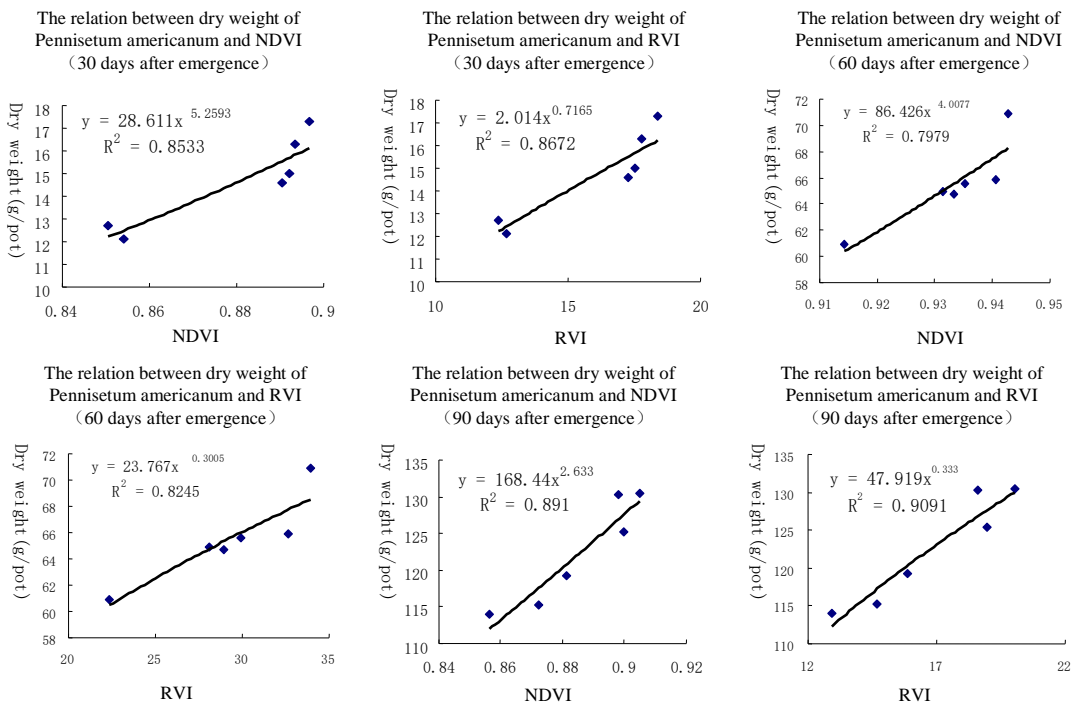 The relation between dry weight of
Pennisetum americanum and NDVI
（30 days after emergence）
Dry weight(g/pot)
18
17
16
15
14
13
12
11
10
y = 28.611x^5.2593
R² = 0.8533
0.84 0.86 0.88 0.9
NDVI
The relation between dry weight of
Pennisetum americanum and RVI
（30 days after emergence）
Dry weight(g/pot)
18
17
16
15
14
13
12
11
10
y = 2.014x^0.7165
R² = 0.8672
10 15 20
RVI
The relation between dry weight of
Pennisetum americanum and NDVI
（60 days after emergence）
Dry weight(g/pot)
72
70
68
66
64
62
60
58
y = 86.426x^4.0077
R² = 0.7979
0.91 0.92 0.93 0.94 0.95
NDVI
The relation between dry weight of
Pennisetum americanum and RVI
（60 days after emergence）
Dry weight(g/pot)
72
70
68
66
64
62
60
58
y = 23.767x^0.3005
R² = 0.8245
20 25 30 35
RVI
The relation between dry weight of
Pennisetum americanum and NDVI
（90 days after emergence）
Dry weight(g/pot)
135
130
125
120
115
110
y = 168.44x^2.633
R² = 0.891
0.84 0.86 0.88 0.9 0.92
NDVI
The relation between dry weight of
Pennisetum americanum and RVI
（90 days after emergence）
Dry weight(g/pot)
135
130
125
120
115
110
y = 47.919x^0.333
R² = 0.9091
12 17 22
RVI